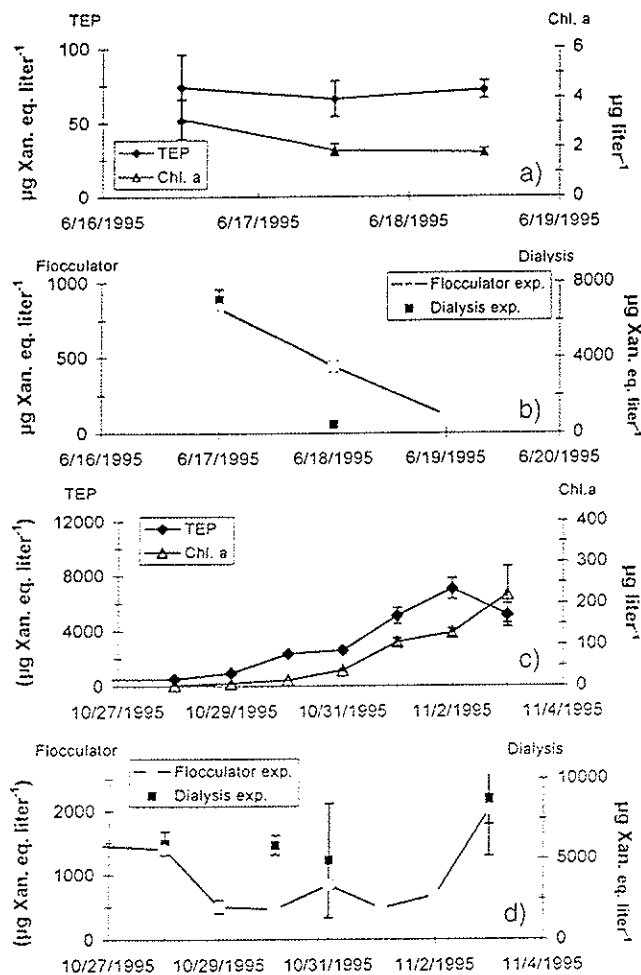 TEP Chl. a
100 6
50 4
0 2
0
µg Xan. eq. liter⁻¹
µg liter⁻¹
TEP
Chl. a
a)
6/16/1995 6/17/1995 6/18/1995 6/19/1995
Flocculator Dialysis
1000 8000
500 4000
0 0
µg Xan. eq. liter⁻¹
µg Xan. eq. liter⁻¹
Flocculator exp.
Dialysis exp.
b)
6/16/1995 6/17/1995 6/18/1995 6/19/1995 6/20/1995
TEP Chl.a
12000 400
8000 300
4000 200
0 100
0
(µg Xan. eq. liter⁻¹)
µg liter⁻¹
TEP
Chl. a
c)
10/27/1995 10/29/1995 10/31/1995 11/2/1995 11/4/1995
Flocculator Dialysis
2000 10000
1500 5000
1000 0
500
0
(µg Xan. eq. liter⁻¹)
µg Xan. eq. liter⁻¹
Flocculator exp.
Dialysis exp.
d)
10/27/1995 10/29/1995 10/31/1995 11/2/1995 11/4/1995